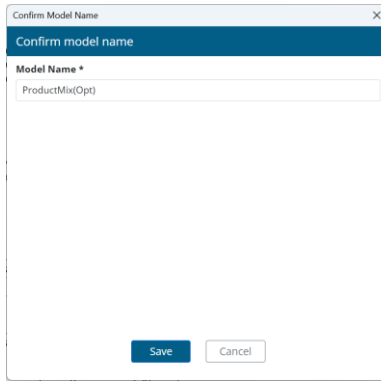 Confirm Model Name
Confirm model name
Model Name *
ProductMix(Opt)
Save
Cancel